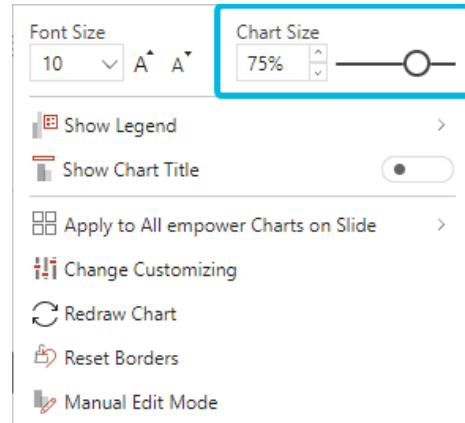 Font Size Chart Size
10 A A 75%
Show Legend
Show Chart Title
Apply to All empower Charts on Slide
Change Customizing
Redraw Chart
Reset Borders
Manual Edit Mode